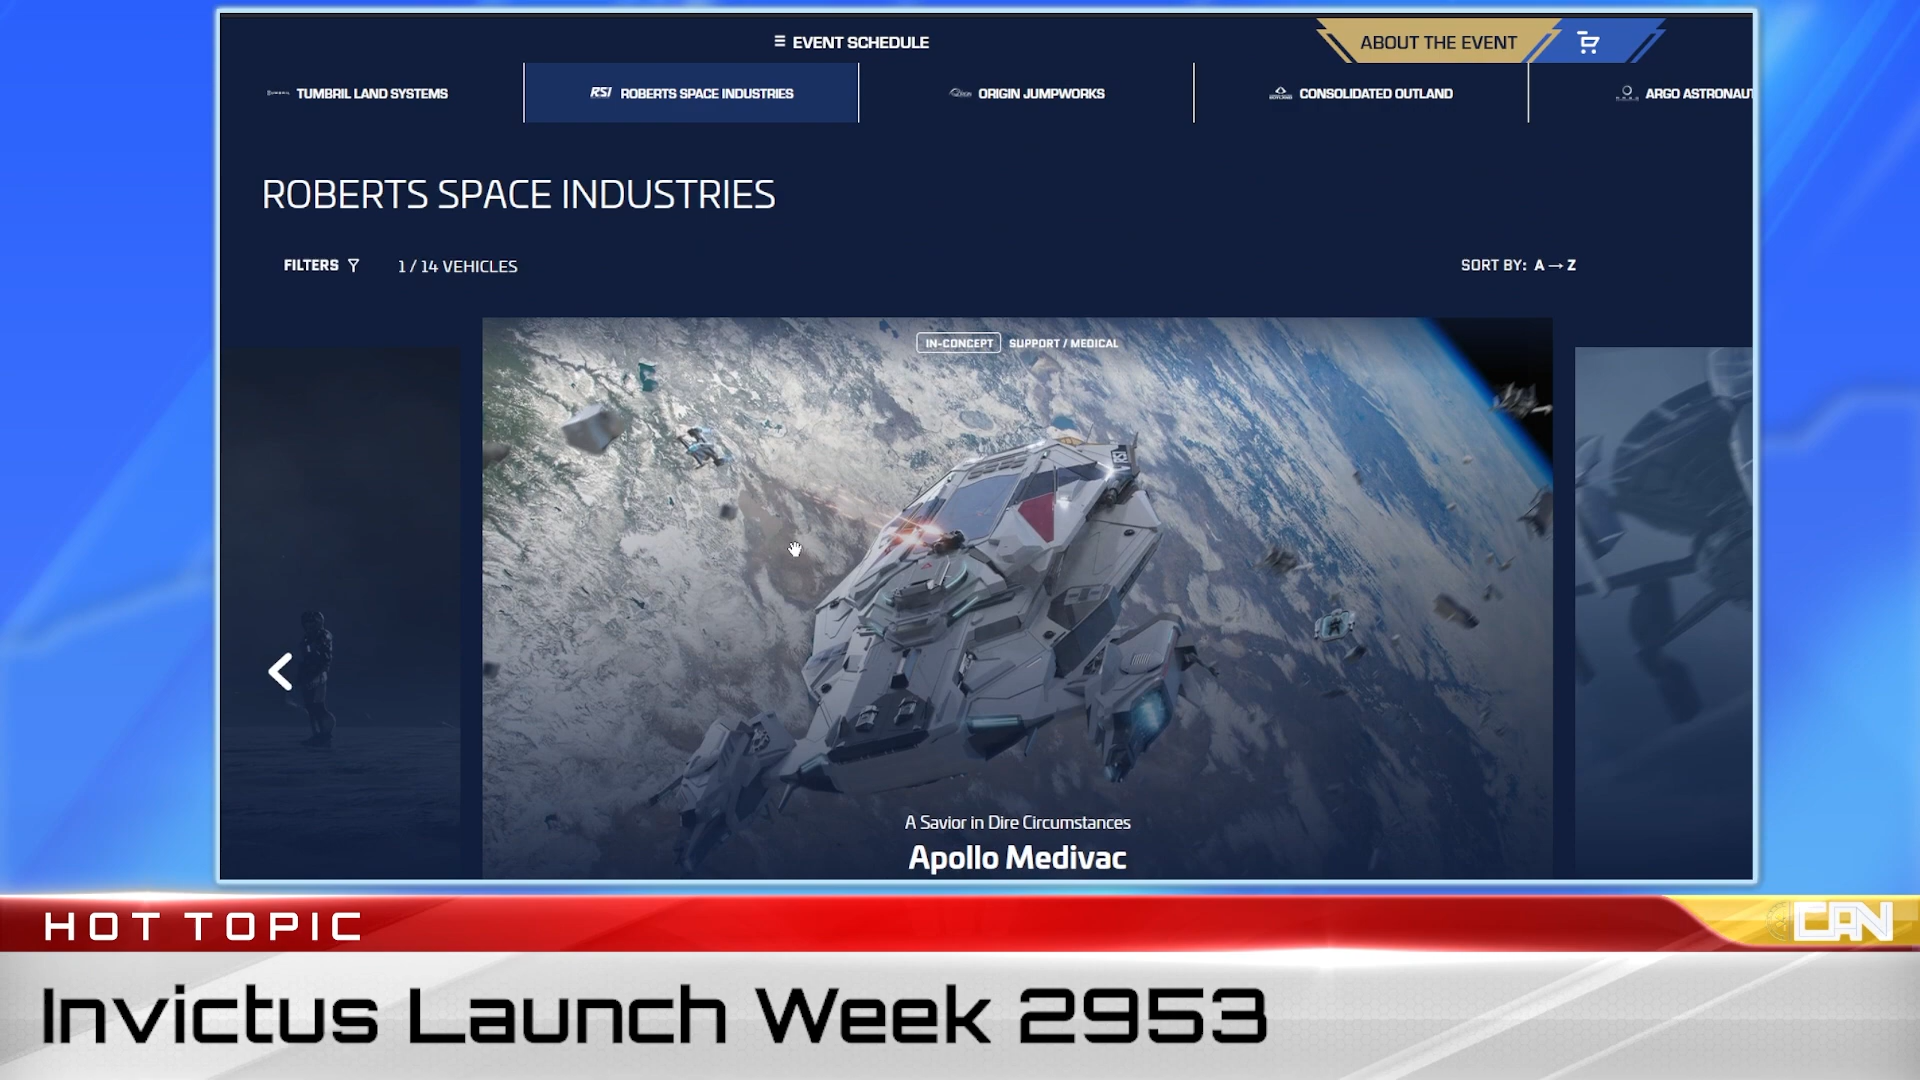 EVENT SCHEDULE
ABOUT THE EVENT
TUMBRIL LAND SYSTEMS
RSI ROBERTS SPACE INDUSTRIES
ORIGIN JUMPWORKS
CONSOLIDATED OUTLAND
ARGO ASTRONAUT
ROBERTS SPACE INDUSTRIES
FILTERS
1 / 14 VEHICLES
SORT BY: A → Z
IN-CONCEPT SUPPORT / MEDICAL
A Savior in Dire Circumstances
Apollo Medivac
HOT TOPIC
CAN
Invictus Launch Week 2953